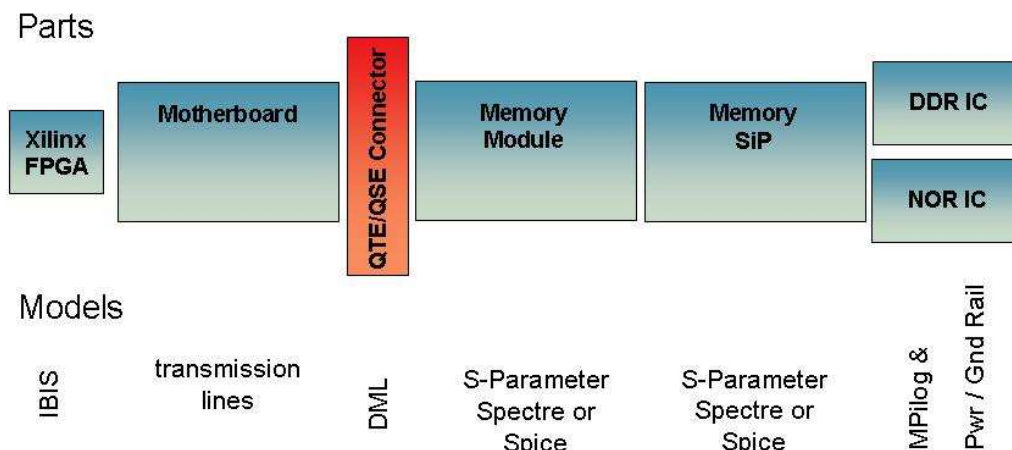 Parts
Xilinx
FPGA
Motherboard
QTE/QSE Connector
Memory
Module
Memory
SiP
DDR IC
NOR IC
Models
IBIS
transmission
lines
DML
S-Parameter
Spectre or
Spice
S-Parameter
Spectre or
Spice
MPilog &
Pwr / Gnd Rail